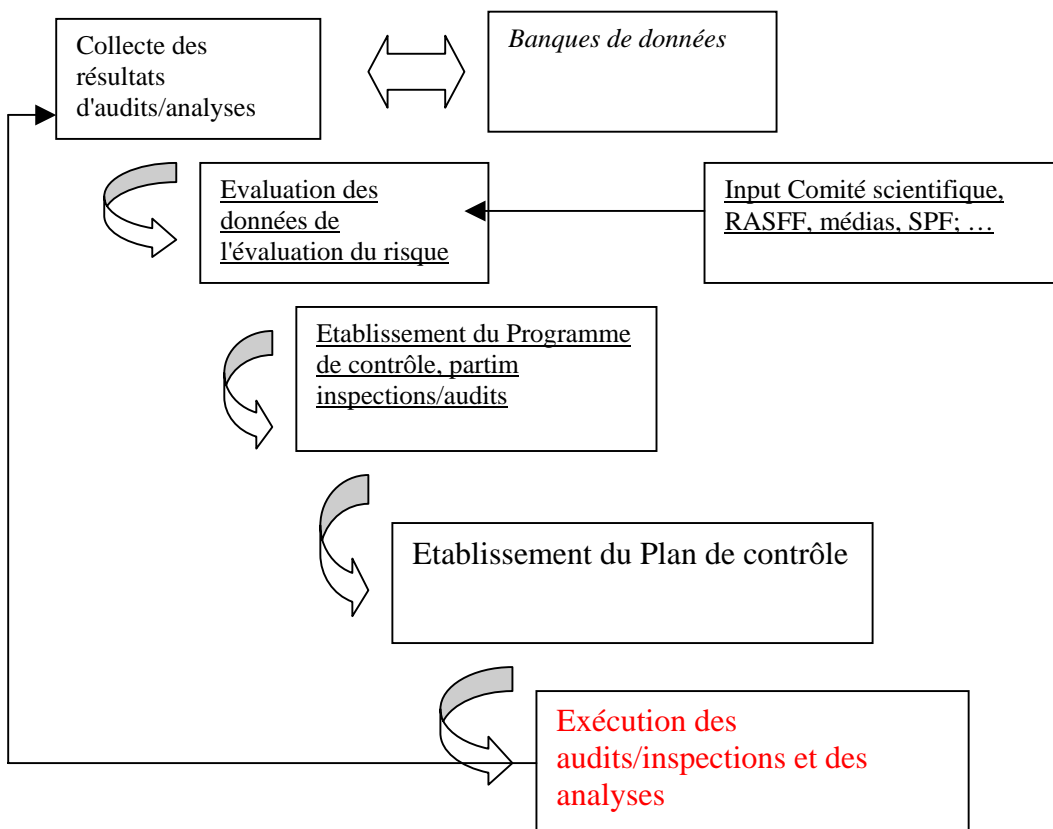 Collecte des
résultats
d'audits/analyses
Banques de données
Evaluation des
données de
l'évaluation du risque
Input Comité scientifique,
RASFF, médias, SPF; …
Etablissement du Programme
de contrôle, partim
inspections/audits
Etablissement du Plan de contrôle
Exécution des
audits/inspections et des
analyses